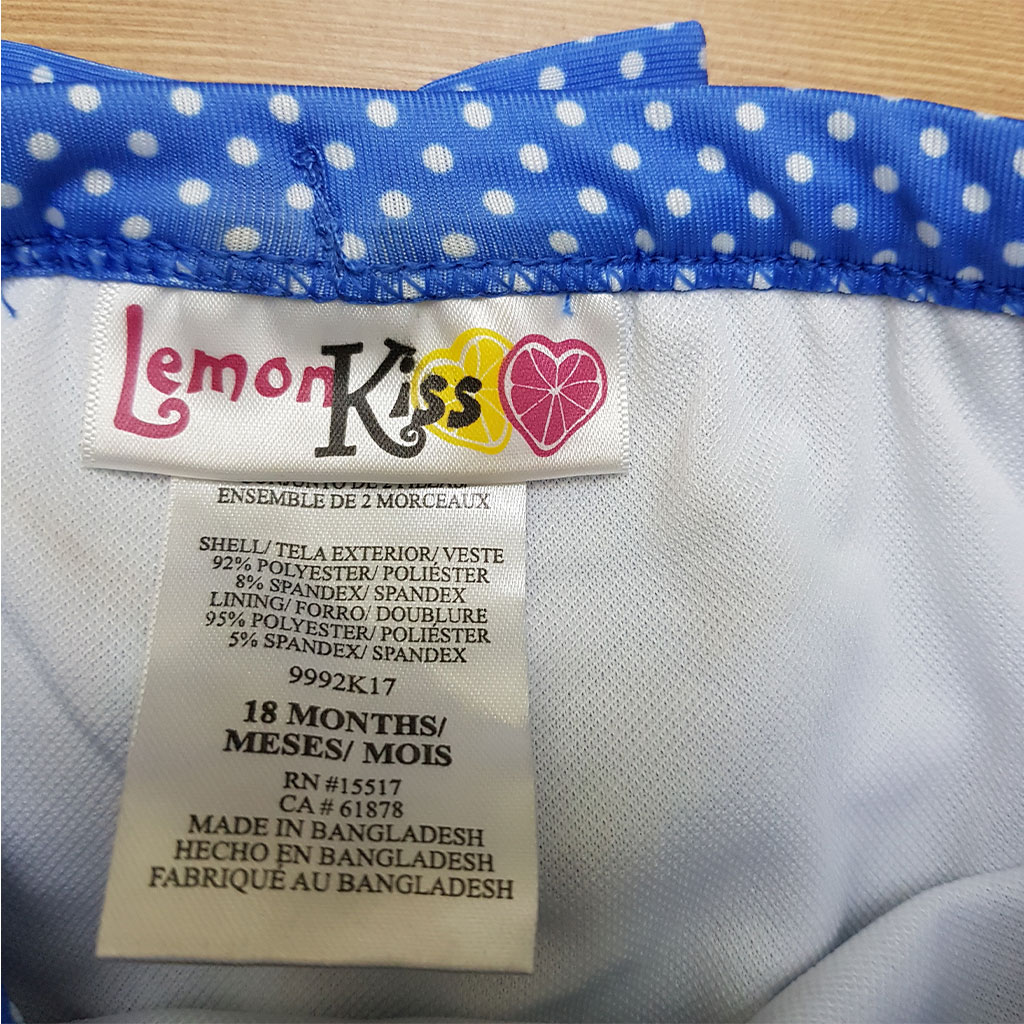 Lemon Kiss
ENSEMBLE DE 2 MORCEAUX
SHELL/ TELA EXTERIOR/ VESTE
92% POLYESTER/ POLIÉSTER
8% SPANDEX/ SPANDEX
LINING/ FORRO/ DOUBLURE
95% POLYESTER/ POLIÉSTER
5% SPANDEX/ SPANDEX
9992K17
18 MONTHS/
MESES/ MOIS
RN #15517
CA # 61878
MADE IN BANGLADESH
HECHO EN BANGLADESH
FABRIQUÉ AU BANGLADESH